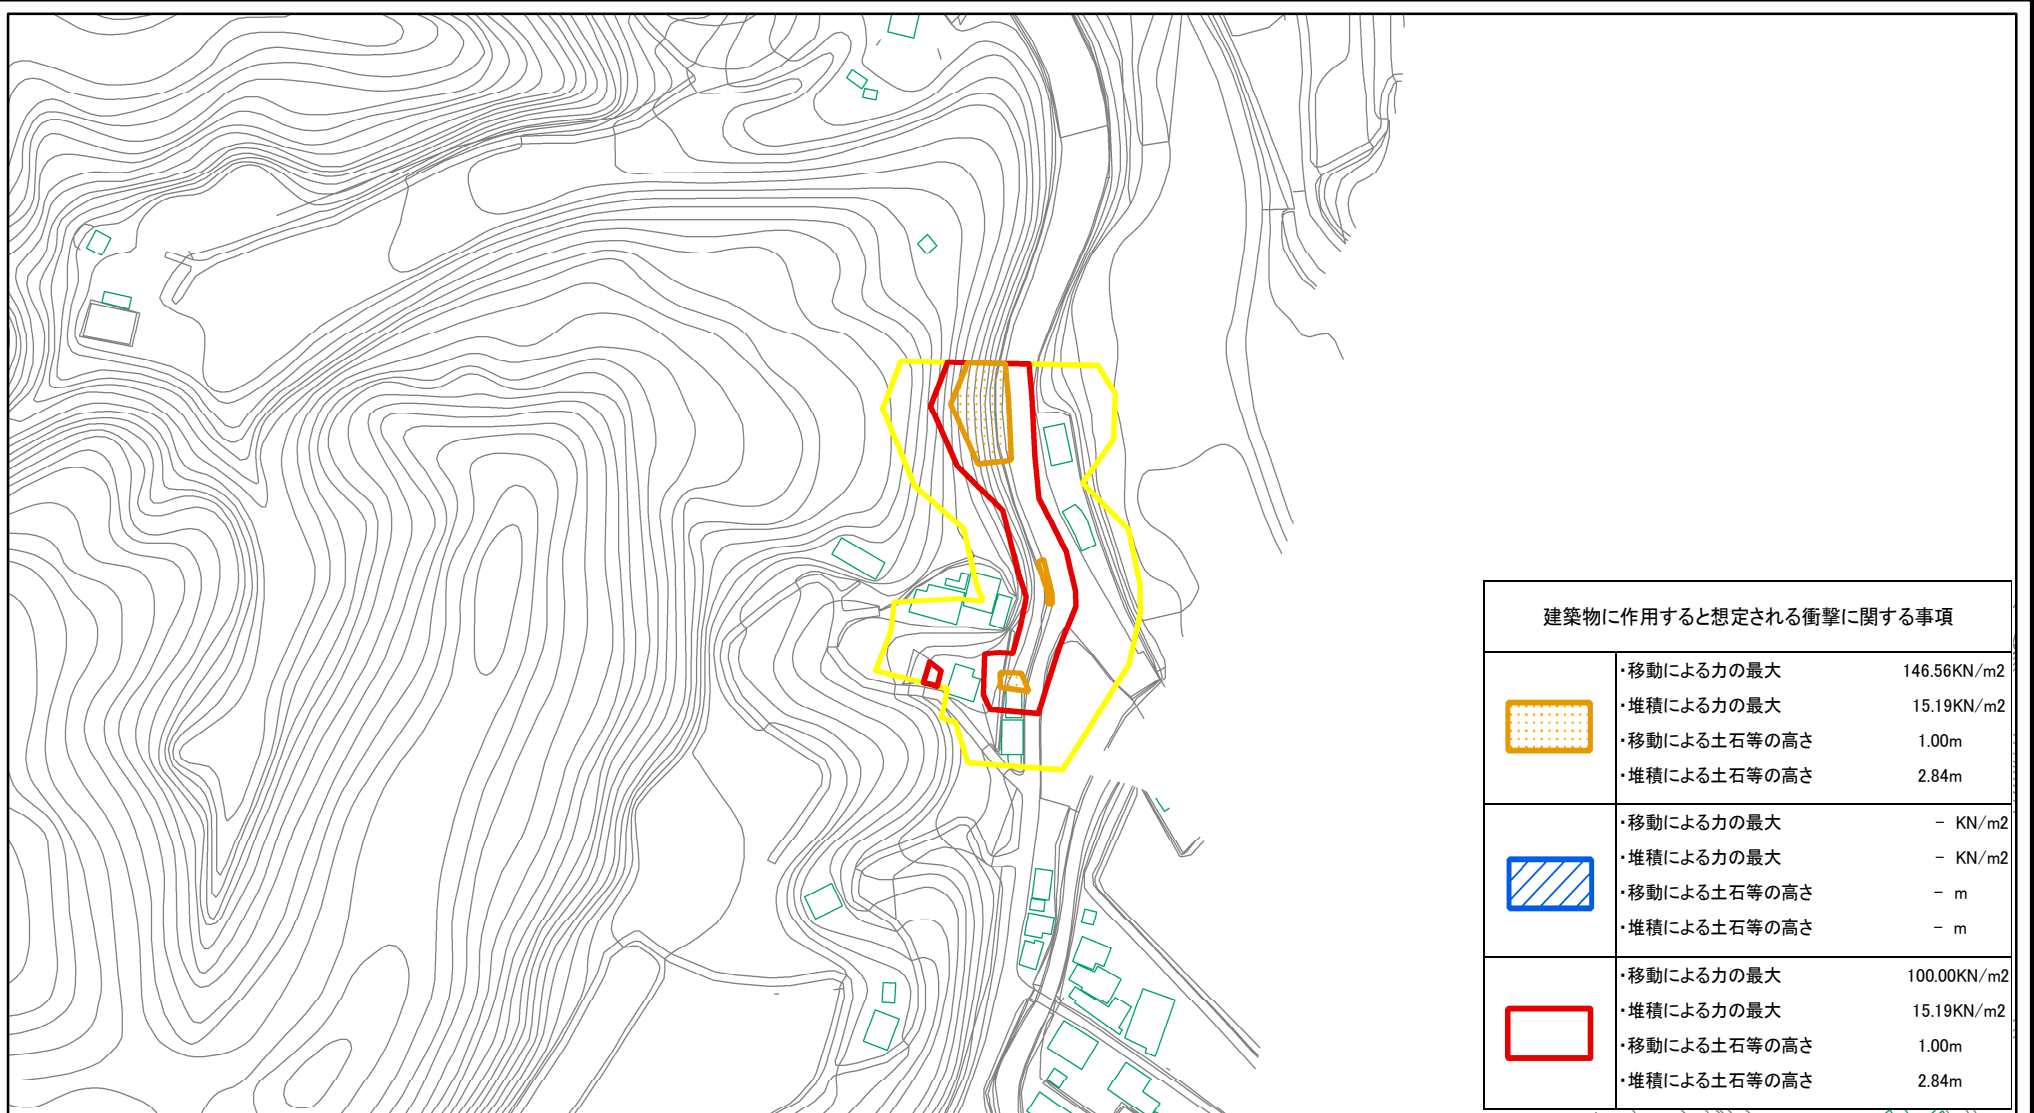 建築物に作用すると想定される衝撃に関する事項
・移動による力の最大 146.56KN/m2
・堆積による力の最大 15.19KN/m2
・移動による土石等の高さ 1.00m
・堆積による土石等の高さ 2.84m
・移動による力の最大 − KN/m2
・堆積による力の最大 − KN/m2
・移動による土石等の高さ − m
・堆積による土石等の高さ − m
・移動による力の最大 100.00KN/m2
・堆積による力の最大 15.19KN/m2
・移動による土石等の高さ 1.00m
・堆積による土石等の高さ 2.84m